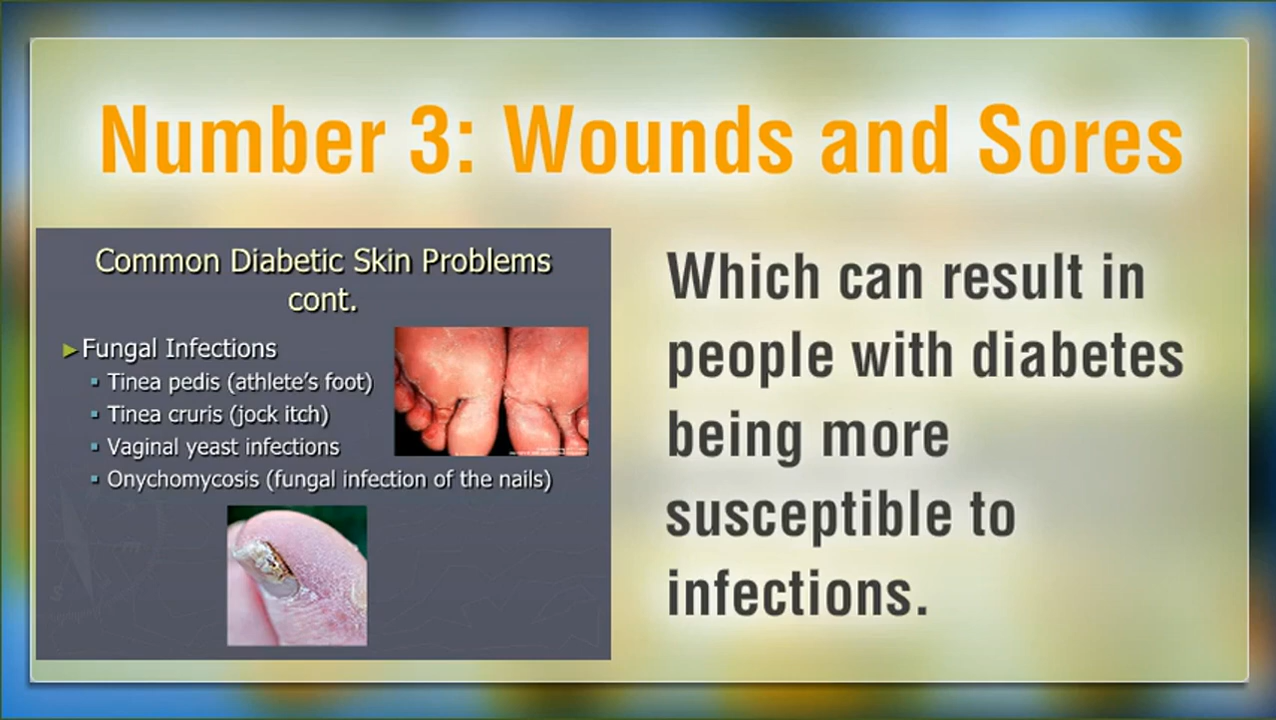 Number 3: Wounds and Sores
Common Diabetic Skin Problems
cont.
Fungal Infections
Tinea pedis (athlete's foot)
Tinea cruris (jock itch)
Vaginal yeast infections
Onychomycosis (fungal infection of the nails)
Which can result in
people with diabetes
being more
susceptible to
infections.